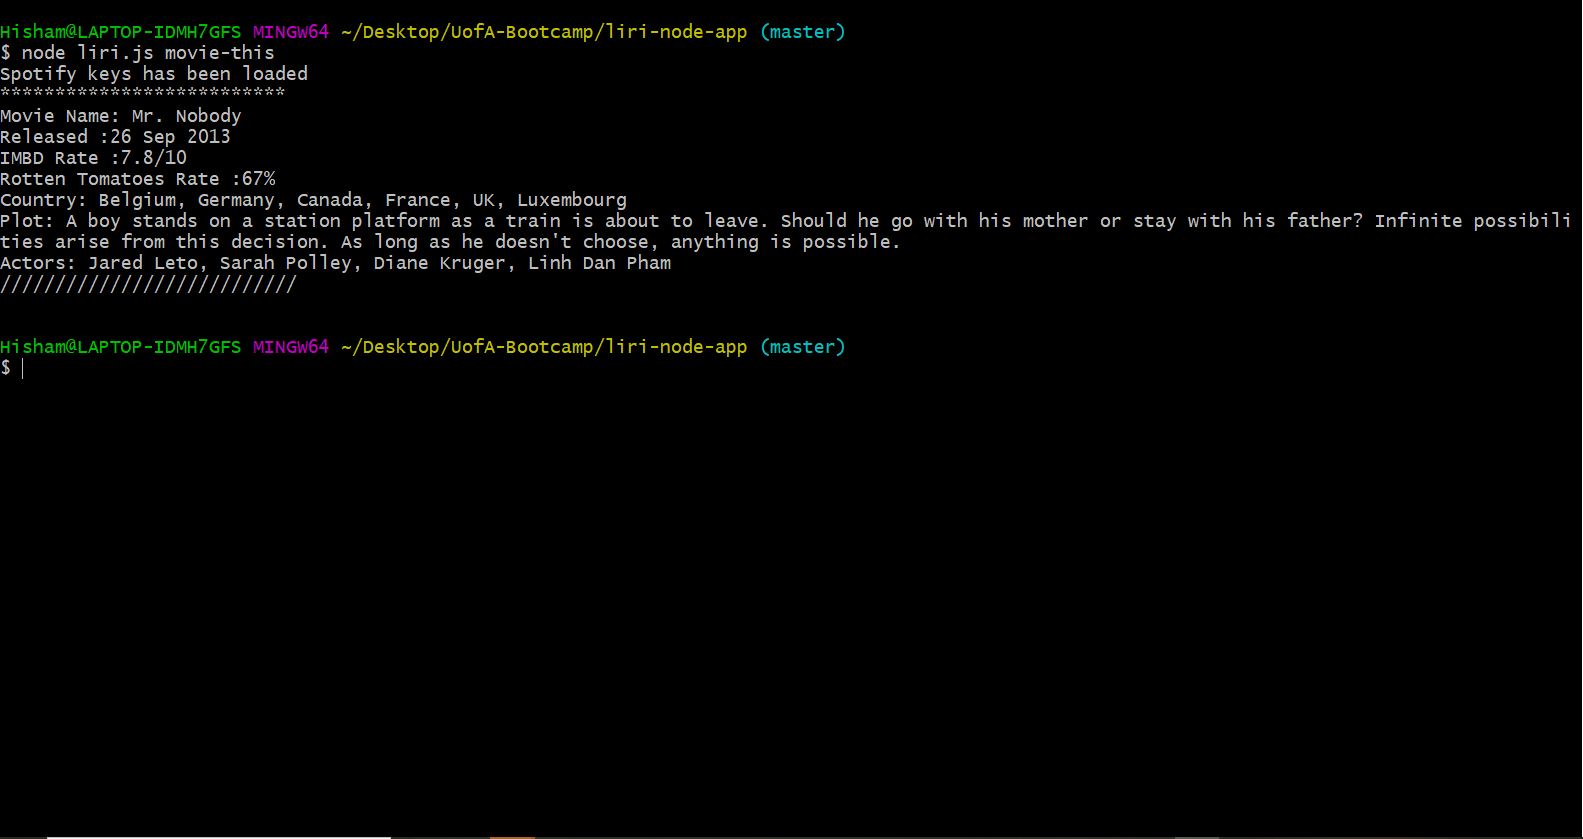 Hisham@LAPTOP-IDMH7GFS MINGW64 ~/Desktop/UofA-Bootcamp/liri-node-app (master)
$ node liri.js movie-this
Spotify keys has been loaded
**************************
Movie Name: Mr. Nobody
Released :26 Sep 2013
IMBD Rate :7.8/10
Rotten Tomatoes Rate :67%
Country: Belgium, Germany, Canada, France, UK, Luxembourg
Plot: A boy stands on a station platform as a train is about to leave. Should he go with his mother or stay with his father? Infinite possibili
ties arise from this decision. As long as he doesn't choose, anything is possible.
Actors: Jared Leto, Sarah Polley, Diane Kruger, Linh Dan Pham
///////////////////////////
Hisham@LAPTOP-IDMH7GFS MINGW64 ~/Desktop/UofA-Bootcamp/liri-node-app (master)
$